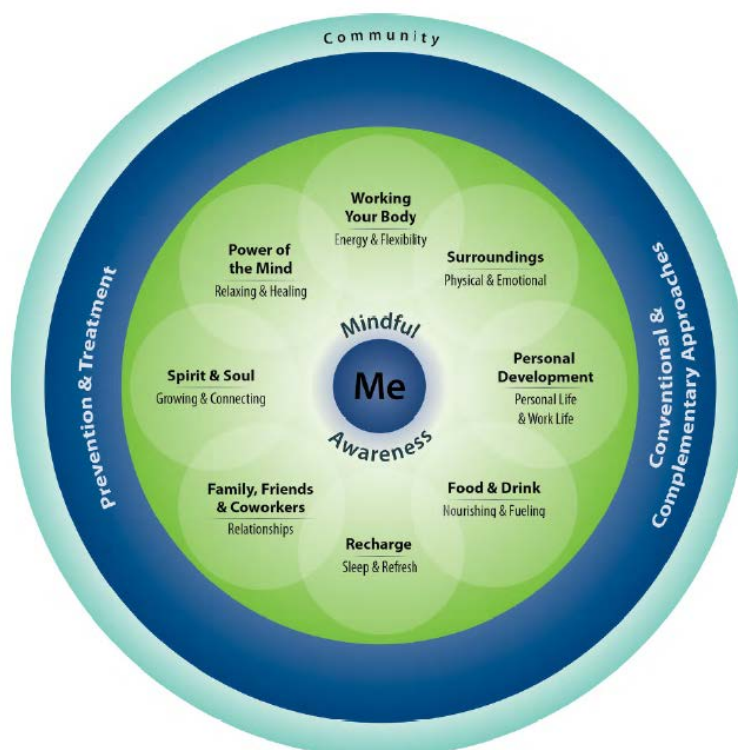 Community
Prevention & Treatment
Conventional &
Complementary Approaches
Working
Your Body
Energy & Flexibility
Surroundings
Physical & Emotional
Personal
Development
Personal Life
& Work Life
Food & Drink
Nourishing & Fueling
Recharge
Sleep & Refresh
Family, Friends
& Coworkers
Relationships
Spirit & Soul
Growing & Connecting
Power of
the Mind
Relaxing & Healing
Mindful
Me
Awareness